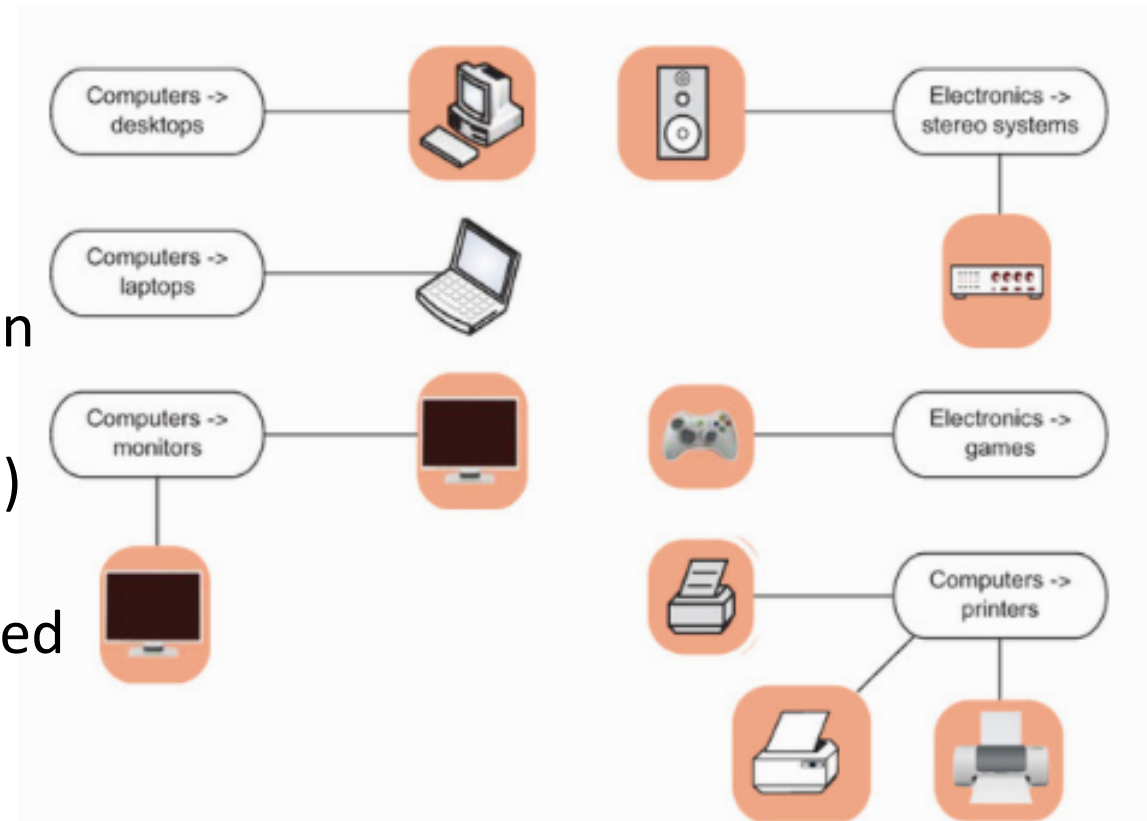 Computers ->
desktops
Electronics ->
stereo systems
Computers ->
laptops
n
Computers ->
monitors
Electronics ->
games
)
Computers ->
printers
ed